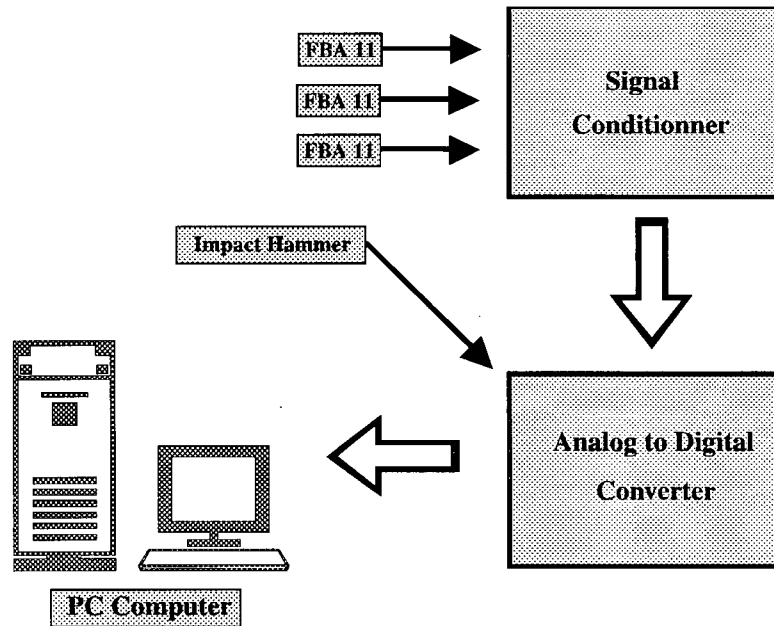 FBA 11
FBA 11
FBA 11
Signal
Conditionner
Impact Hammer
Analog to Digital
Converter
PC Computer